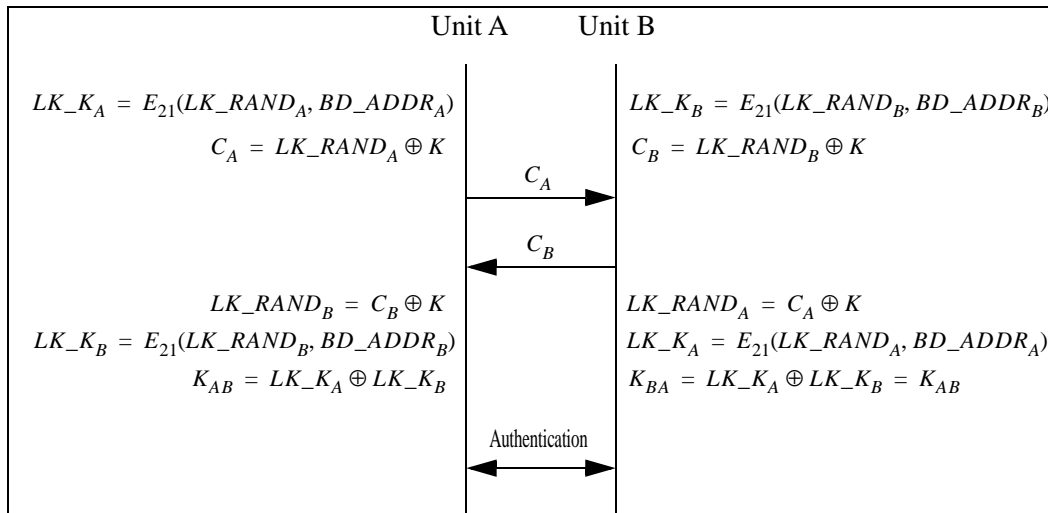 Unit A Unit B
LK_K_A = E_21(LK_RAND_A, BD_ADDR_A) LK_K_B = E_21(LK_RAND_B, BD_ADDR_B)
C_A = LK_RAND_A ⊕ K C_B = LK_RAND_B ⊕ K
C_A
C_B
LK_RAND_B = C_B ⊕ K LK_RAND_A = C_A ⊕ K
LK_K_B = E_21(LK_RAND_B, BD_ADDR_B) LK_K_A = E_21(LK_RAND_A, BD_ADDR_A)
K_AB = LK_K_A ⊕ LK_K_B K_BA = LK_K_A ⊕ LK_K_B = K_AB
Authentication